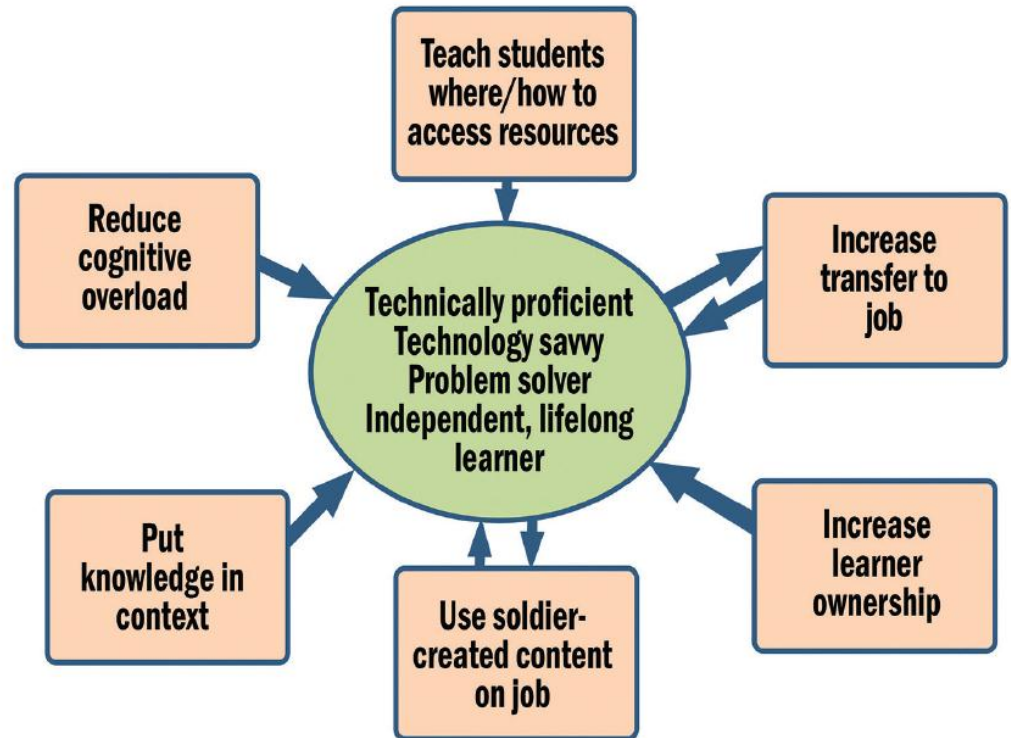 Teach students
where/how to
access resources
Reduce
cognitive
overload
Increase
transfer to
job
Technically proficient
Technology savvy
Problem solver
Independent, lifelong
learner
Put
knowledge in
context
Use soldier-
created content
on job
Increase
learner
ownership